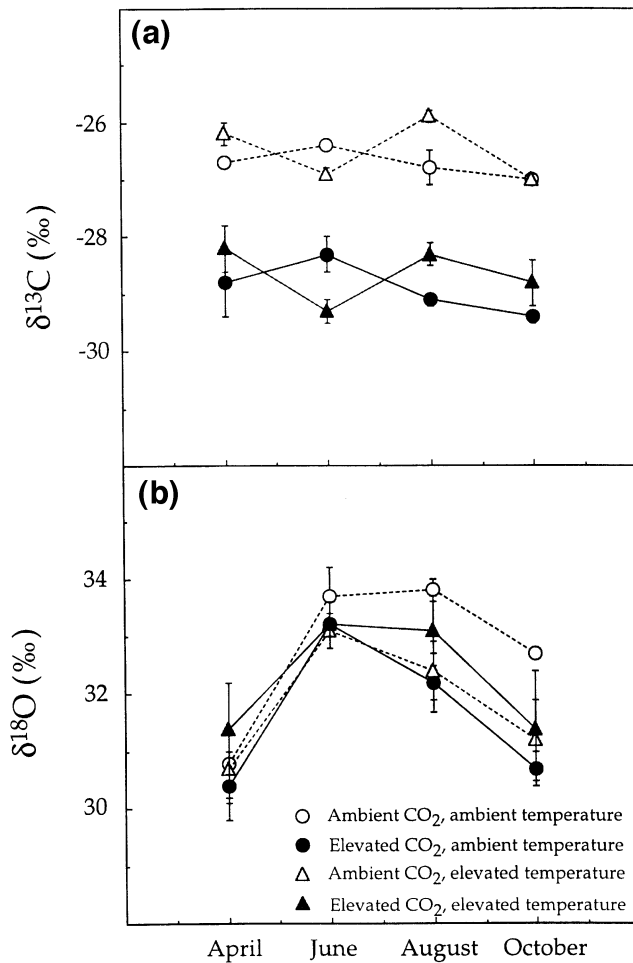 (a)
-26
-28
-30
δ13C (‰)
(b)
34
32
30
δ18O (‰)
Ambient CO2, ambient temperature
Elevated CO2, ambient temperature
Ambient CO2, elevated temperature
Elevated CO2, elevated temperature
April June August October